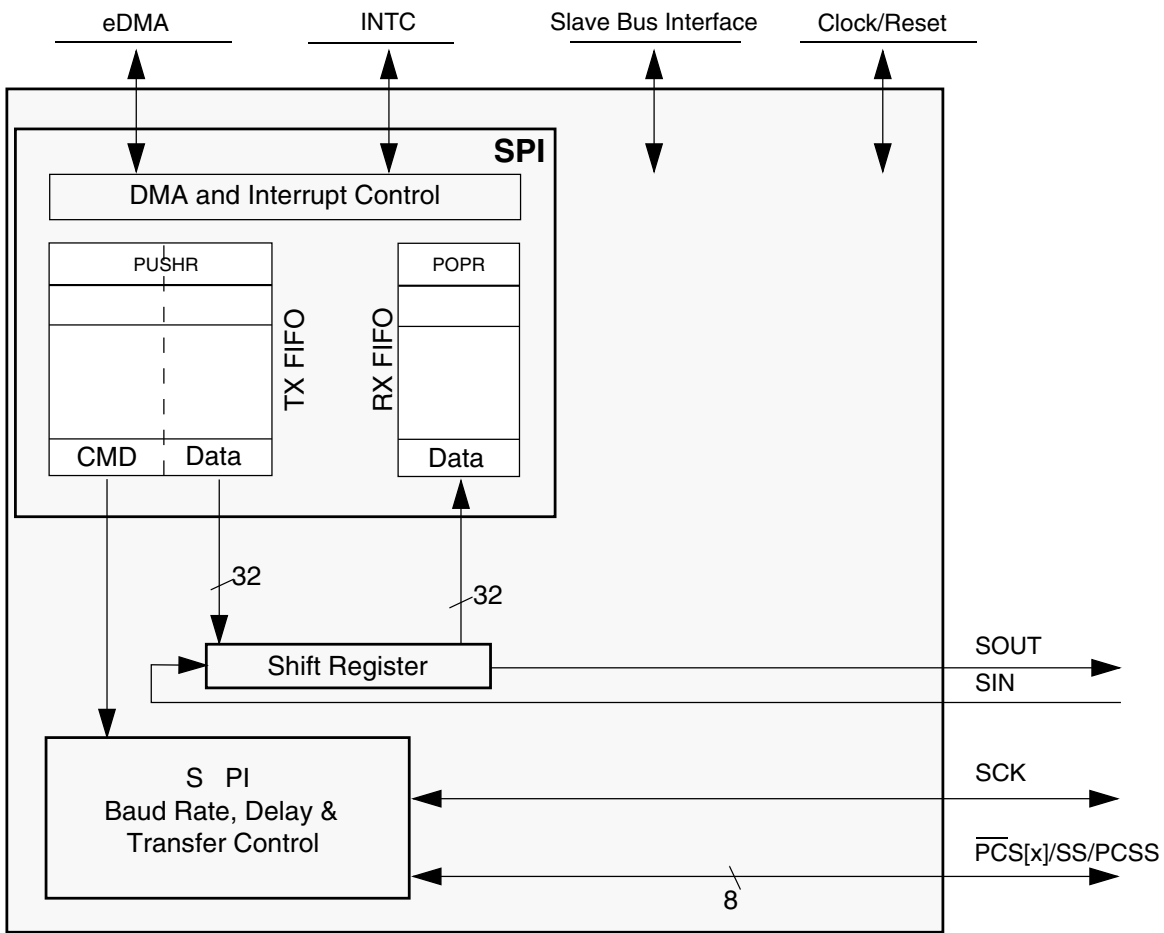 eDMA
INTC
Slave Bus Interface
Clock/Reset
SPI
DMA and Interrupt Control
PUSHR
POPR
TX FIFO
RX FIFO
CMD
Data
Data
32
32
Shift Register
SOUT
SIN
S PI
Baud Rate, Delay &
Transfer Control
SCK
PCS[x]/SS/PCSS
8